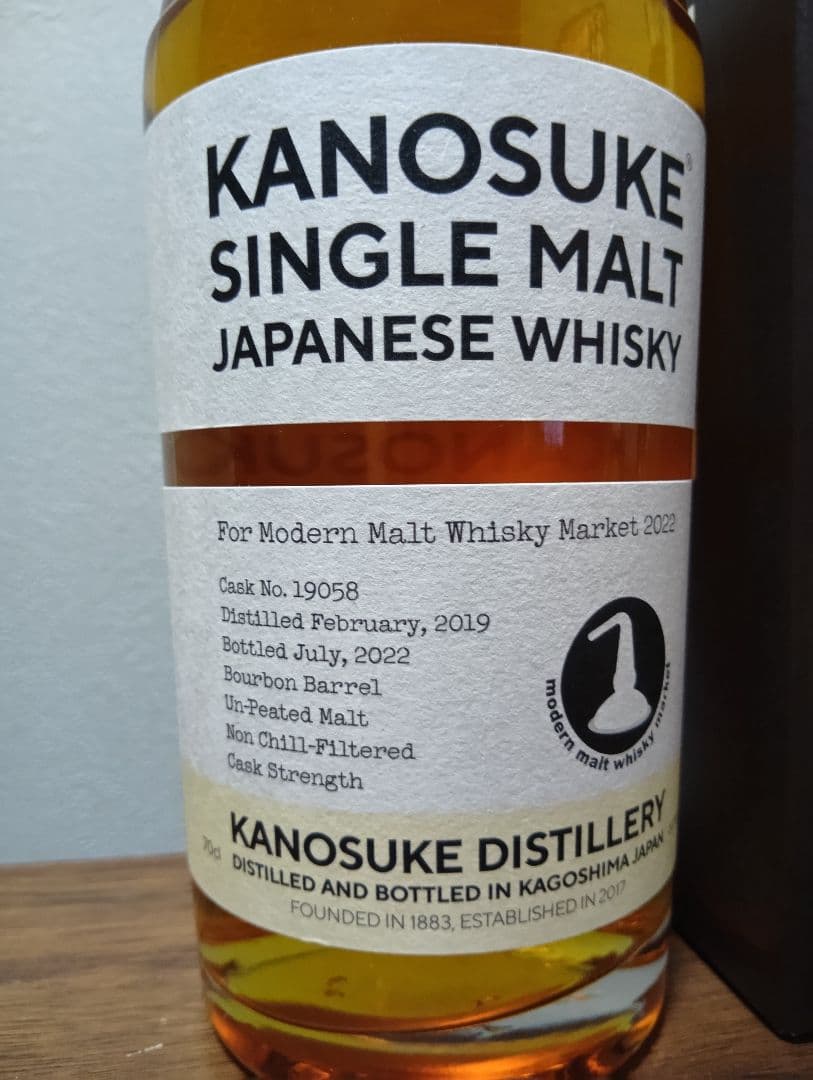 KANOSUKE®
SINGLE MALT
JAPANESE WHISKY
For Modern Malt Whisky Market 2022
Cask No. 19058
Distilled February, 2019
Bottled July, 2022
Bourbon Barrel
Un-Peated Malt
Non Chill-Filtered
Cask Strength
modern malt whisky market
KANOSUKE DISTILLERY
70cl
DISTILLED AND BOTTLED IN KAGOSHIMA JAPAN
FOUNDED IN 1883, ESTABLISHED IN 2017